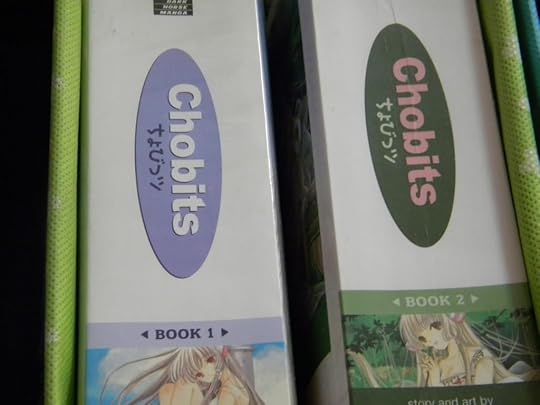 DARK
HORSE
MANGA
Chobits
ちょびっツ
BOOK 1
Chobits
ちょびっツ
BOOK 2
story and art by